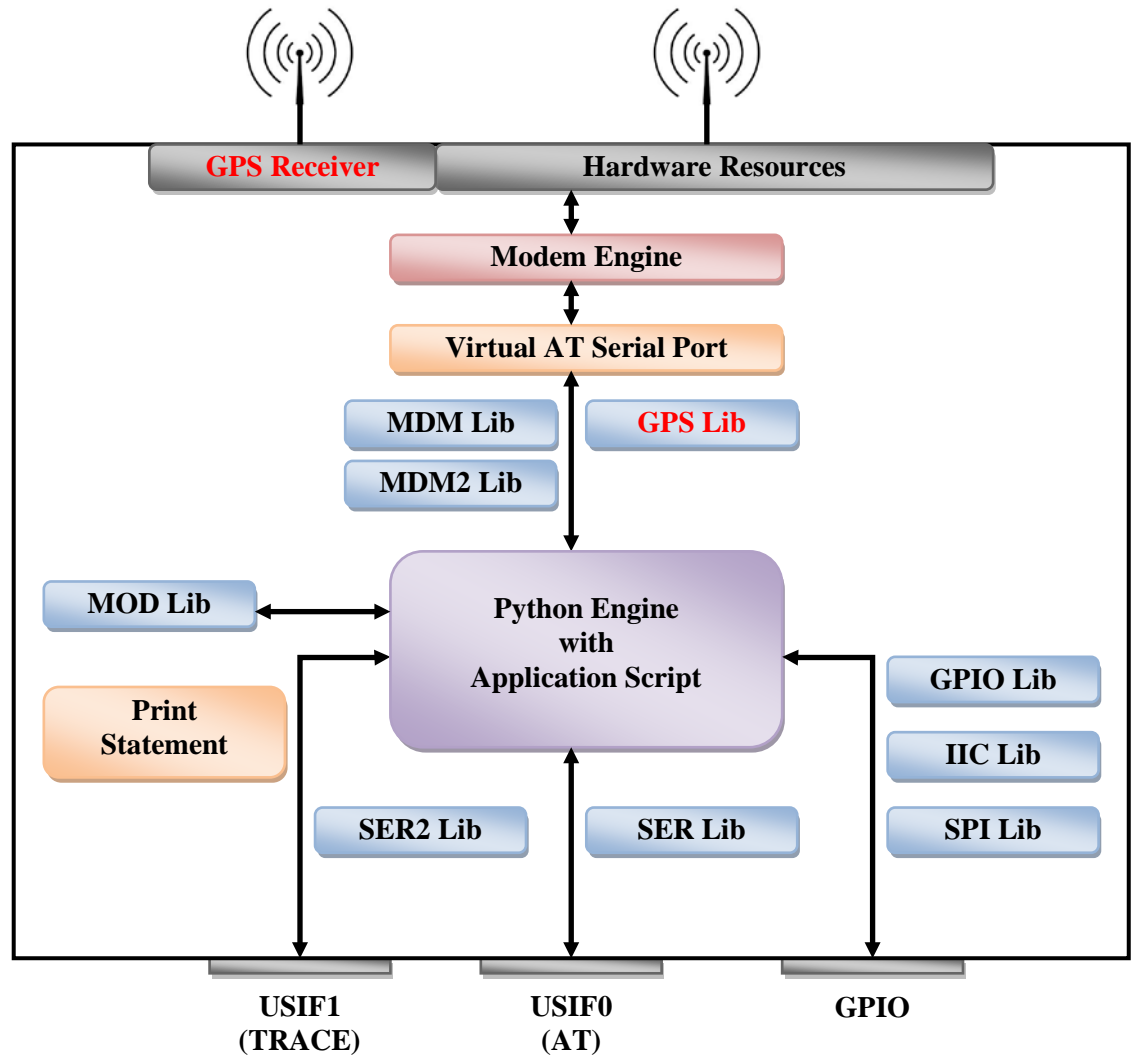 GPS Receiver
Hardware Resources
Modem Engine
Virtual AT Serial Port
MDM Lib
GPS Lib
MDM2 Lib
MOD Lib
Python Engine
with
Application Script
GPIO Lib
Print
Statement
IIC Lib
SER2 Lib
SER Lib
SPI Lib
USIF1
(TRACE)
USIF0
(AT)
GPIO